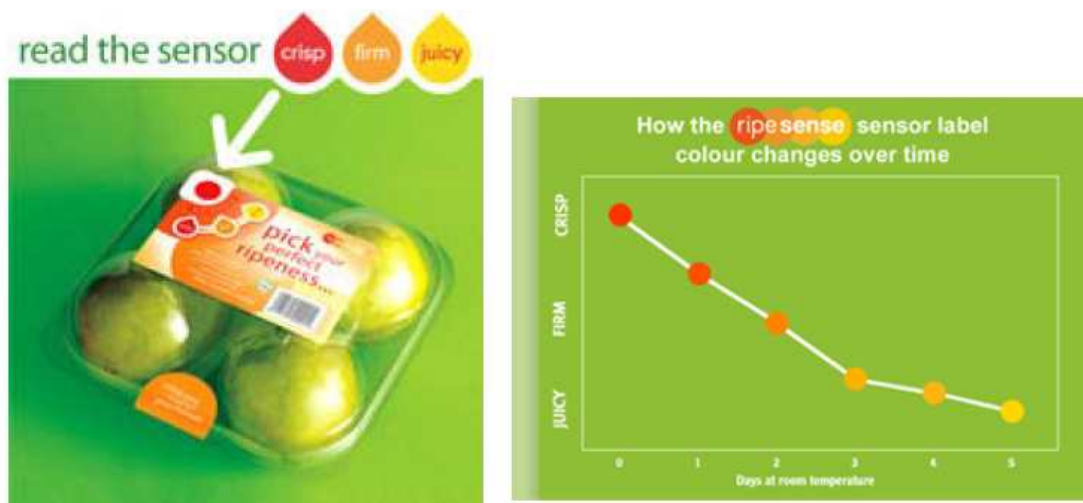 read the sensor crisp firm juicy
pick your
perfect
ripeness...
How the ripesense sensor label
colour changes over time
CRISP
FIRM
JUICY
0 1 2 3 4 5
Days at room temperature